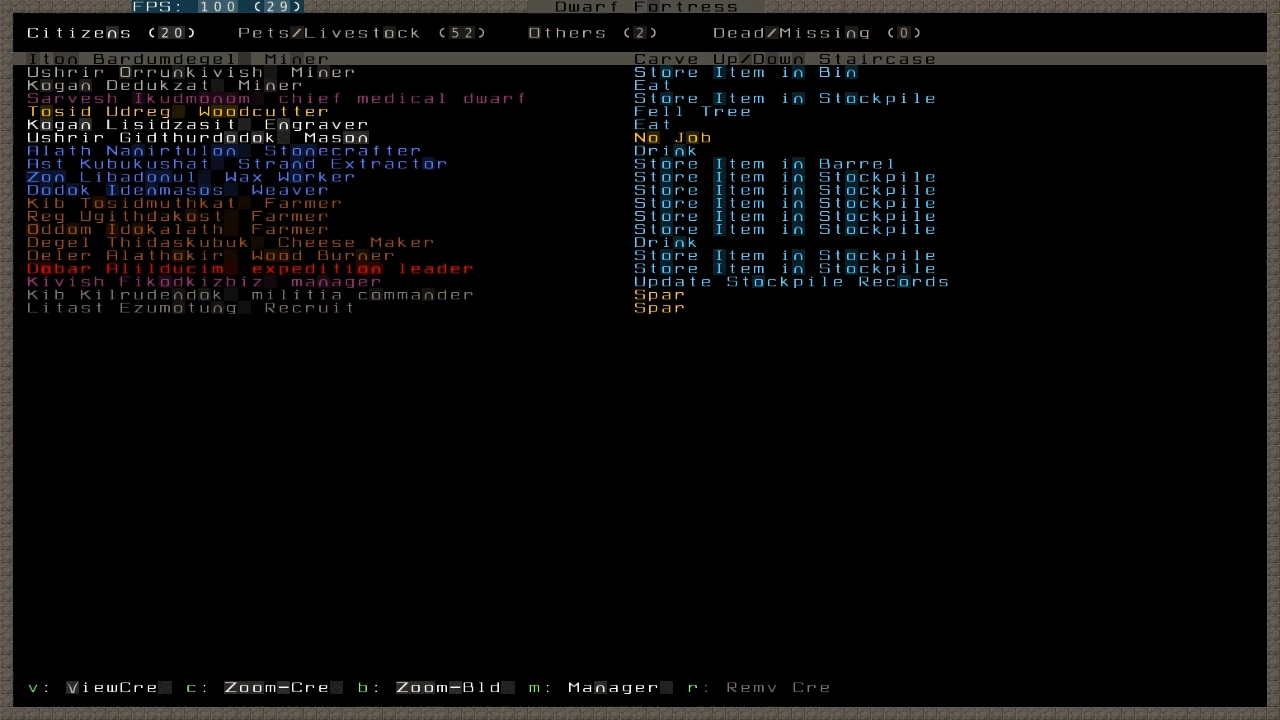 FPS: 100 (29) Dwarf Fortress
Citizens (20) Pets/Livestock (52) Others (2) Dead/Missing (0)
Iton Bardumdegel Miner Carve Up/Down Staircase
Ushrir Orrunkivish Miner Store Item in Bin
Kogan Dedukzat Miner Eat
Sarvesh Ikudmonom chief medical dwarf Store Item in Stockpile
Tosid Udreg Woodcutter Fell Tree
Kogan Lisidzasit Engraver Eat
Ushrir Gidthurdodok Mason No Job
Alath Nanirtulon Stonecrafter Drink
Ast Kubukushat Strand Extractor Store Item in Barrel
Zon Libadonul Wax Worker Store Item in Stockpile
Dodok Idenmasos Weaver Store Item in Stockpile
Kib Tosidmuthkat Farmer Store Item in Stockpile
Reg Ugithdakost Farmer Store Item in Stockpile
Oddom Idokalath Farmer Store Item in Stockpile
Degel Thidaskubuk Cheese Maker Drink
Deler Alathokir Wood Burner Store Item in Stockpile
Dobar Alilducim expedition leader Store Item in Stockpile
Kivish Fikodkizbiz manager Update Stockpile Records
Kib Kilrudendok militia commander Spar
Litast Ezumotung Recruit Spar
v: ViewCre c: Zoom-Cre b: Zoom-Bld m: Manager r: Remv Cre